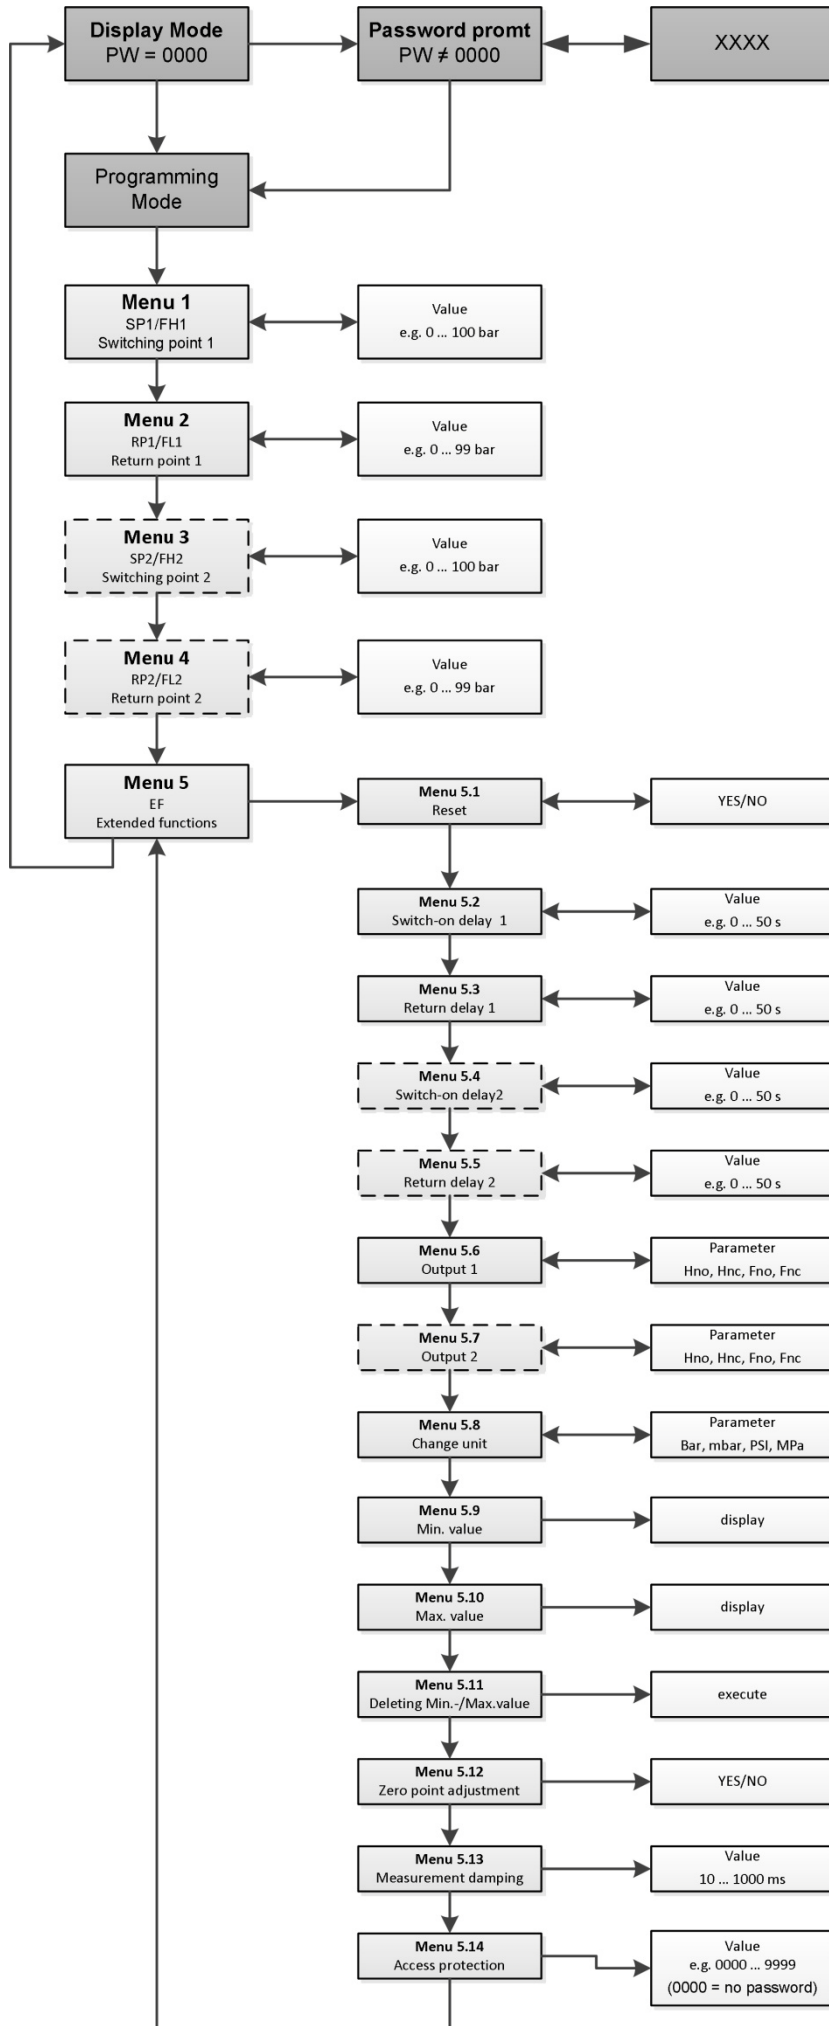 Display Mode
PW = 0000
Password promt
PW ≠ 0000
XXXX
Programming
Mode
Menu 1
SP1/FH1
Switching point 1
Value
e.g. 0 ... 100 bar
Menu 2
RP1/FL1
Return point 1
Value
e.g. 0 ... 99 bar
Menu 3
SP2/FH2
Switching point 2
Value
e.g. 0 ... 100 bar
Menu 4
RP2/FL2
Return point 2
Value
e.g. 0 ... 99 bar
Menu 5
EF
Extended functions
Menu 5.1
Reset
YES/NO
Menu 5.2
Switch-on delay 1
Value
e.g. 0 ... 50 s
Menu 5.3
Return delay 1
Value
e.g. 0 ... 50 s
Menu 5.4
Switch-on delay2
Value
e.g. 0 ... 50 s
Menu 5.5
Return delay 2
Value
e.g. 0 ... 50 s
Menu 5.6
Output 1
Parameter
Hno, Hnc, Fno, Fnc
Menu 5.7
Output 2
Parameter
Hno, Hnc, Fno, Fnc
Menu 5.8
Change unit
Parameter
Bar, mbar, PSI, MPa
Menu 5.9
Min. value
display
Menu 5.10
Max. value
display
Menu 5.11
Deleting Min.-/Max.value
execute
Menu 5.12
Zero point adjustment
YES/NO
Menu 5.13
Measurement damping
Value
10 ... 1000 ms
Menu 5.14
Access protection
Value
e.g. 0000 ... 9999
(0000 = no password)